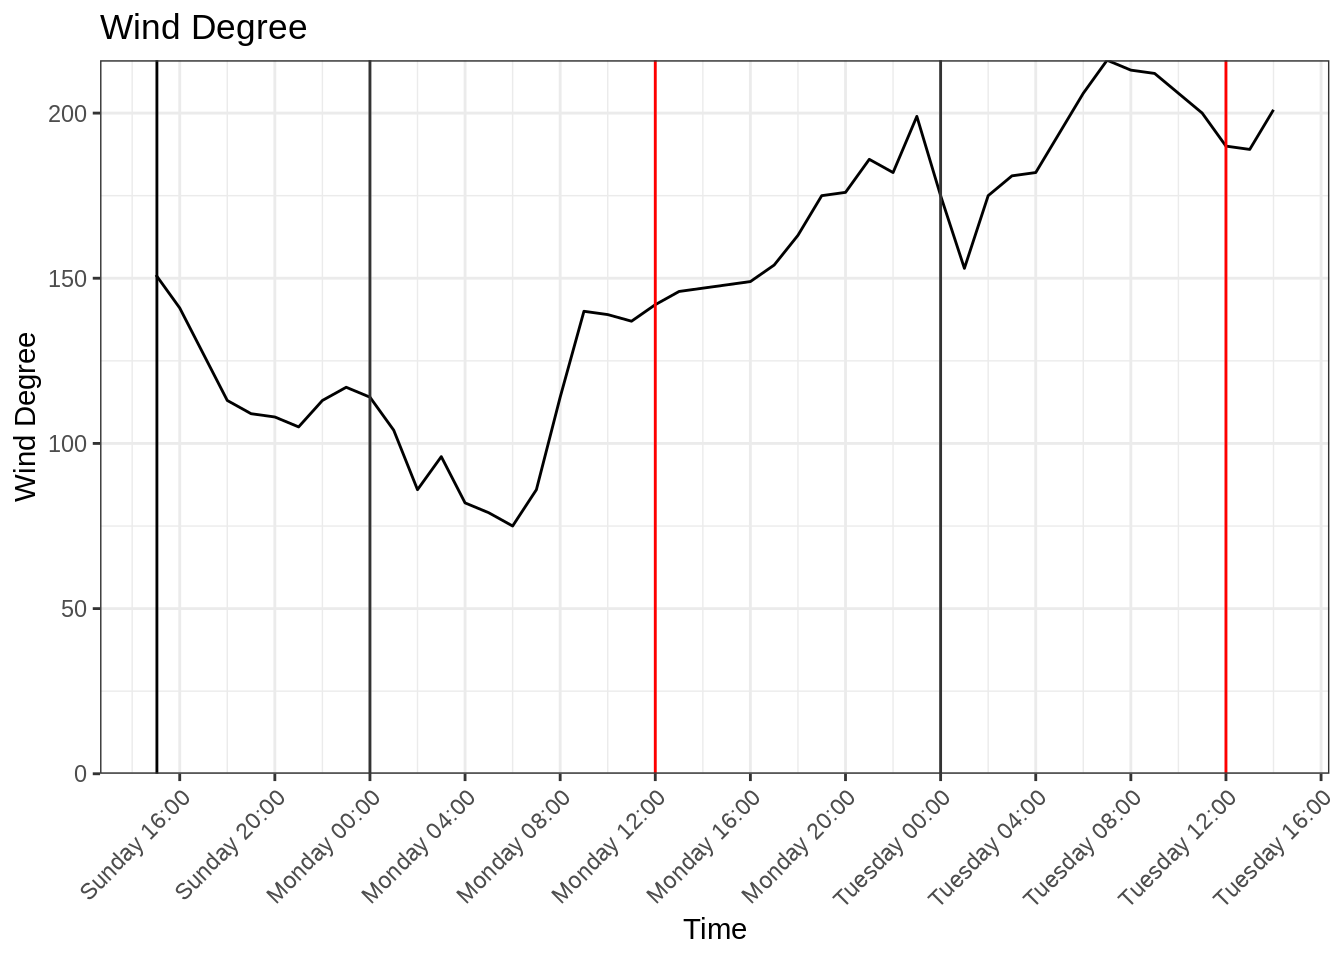 Wind Degree
Wind Degree
200
150
100
50
0
Sunday 16:00
Sunday 20:00
Monday 00:00
Monday 04:00
Monday 08:00
Monday 12:00
Monday 16:00
Monday 20:00
Tuesday 00:00
Tuesday 04:00
Tuesday 08:00
Tuesday 12:00
Tuesday 16:00
Time